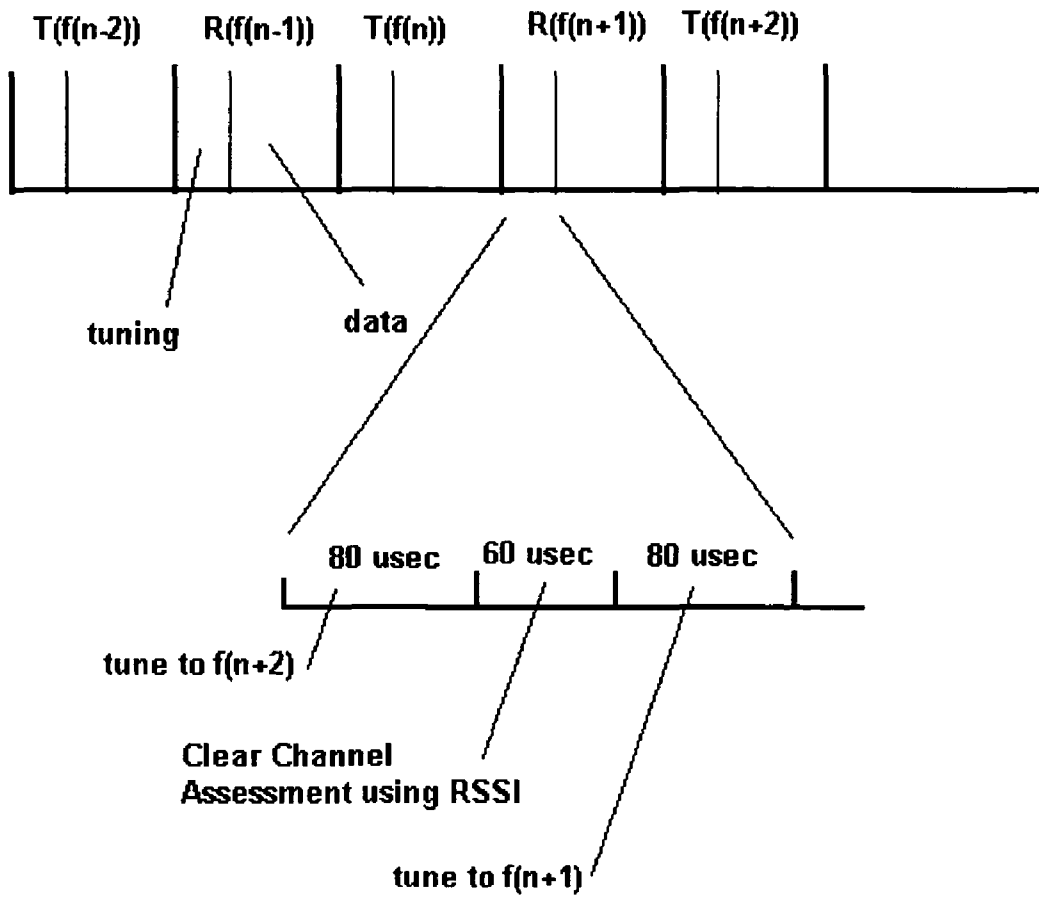 T(f(n-2)) R(f(n-1)) T(f(n)) R(f(n+1)) T(f(n+2))
tuning
data
80 usec 60 usec 80 usec
tune to f(n+2)
Clear Channel
Assessment using RSSI
tune to f(n+1)